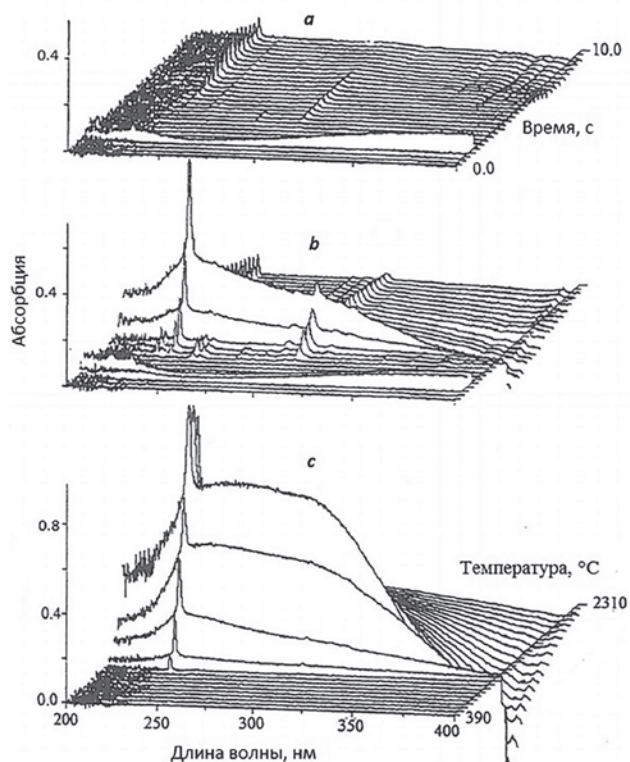 a
0.4
10.0
Время, с
0.0
b
0.4
Абсорбция
c
0.8
Температура, °C
0.4
2310
0.0
390
200 250 300 350 400
Длина волны, нм